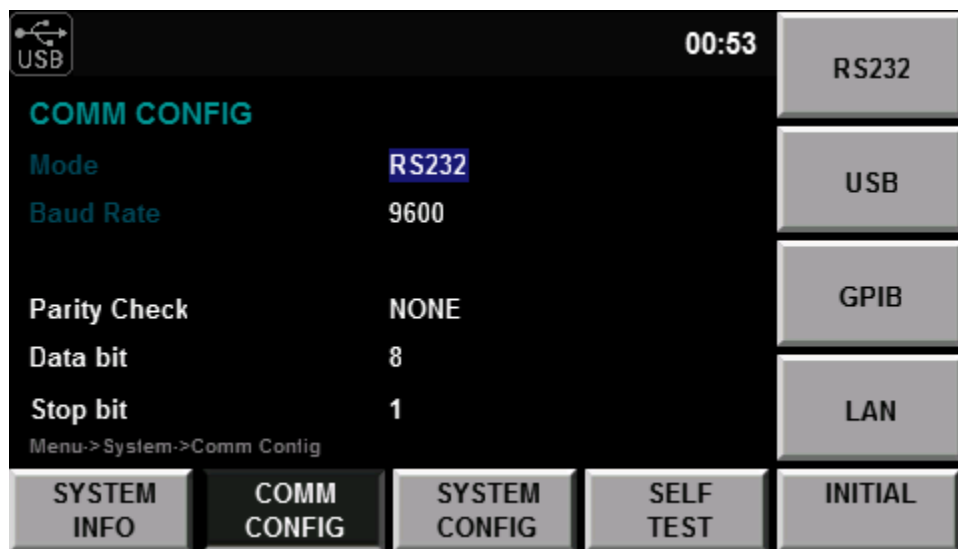 USB
00:53
COMM CONFIG
Mode RS232
Baud Rate 9600
Parity Check NONE
Data bit 8
Stop bit 1
Menu->System->Comm Config
RS232
USB
GPIB
LAN
SYSTEM INFO
COMM CONFIG
SYSTEM CONFIG
SELF TEST
INITIAL